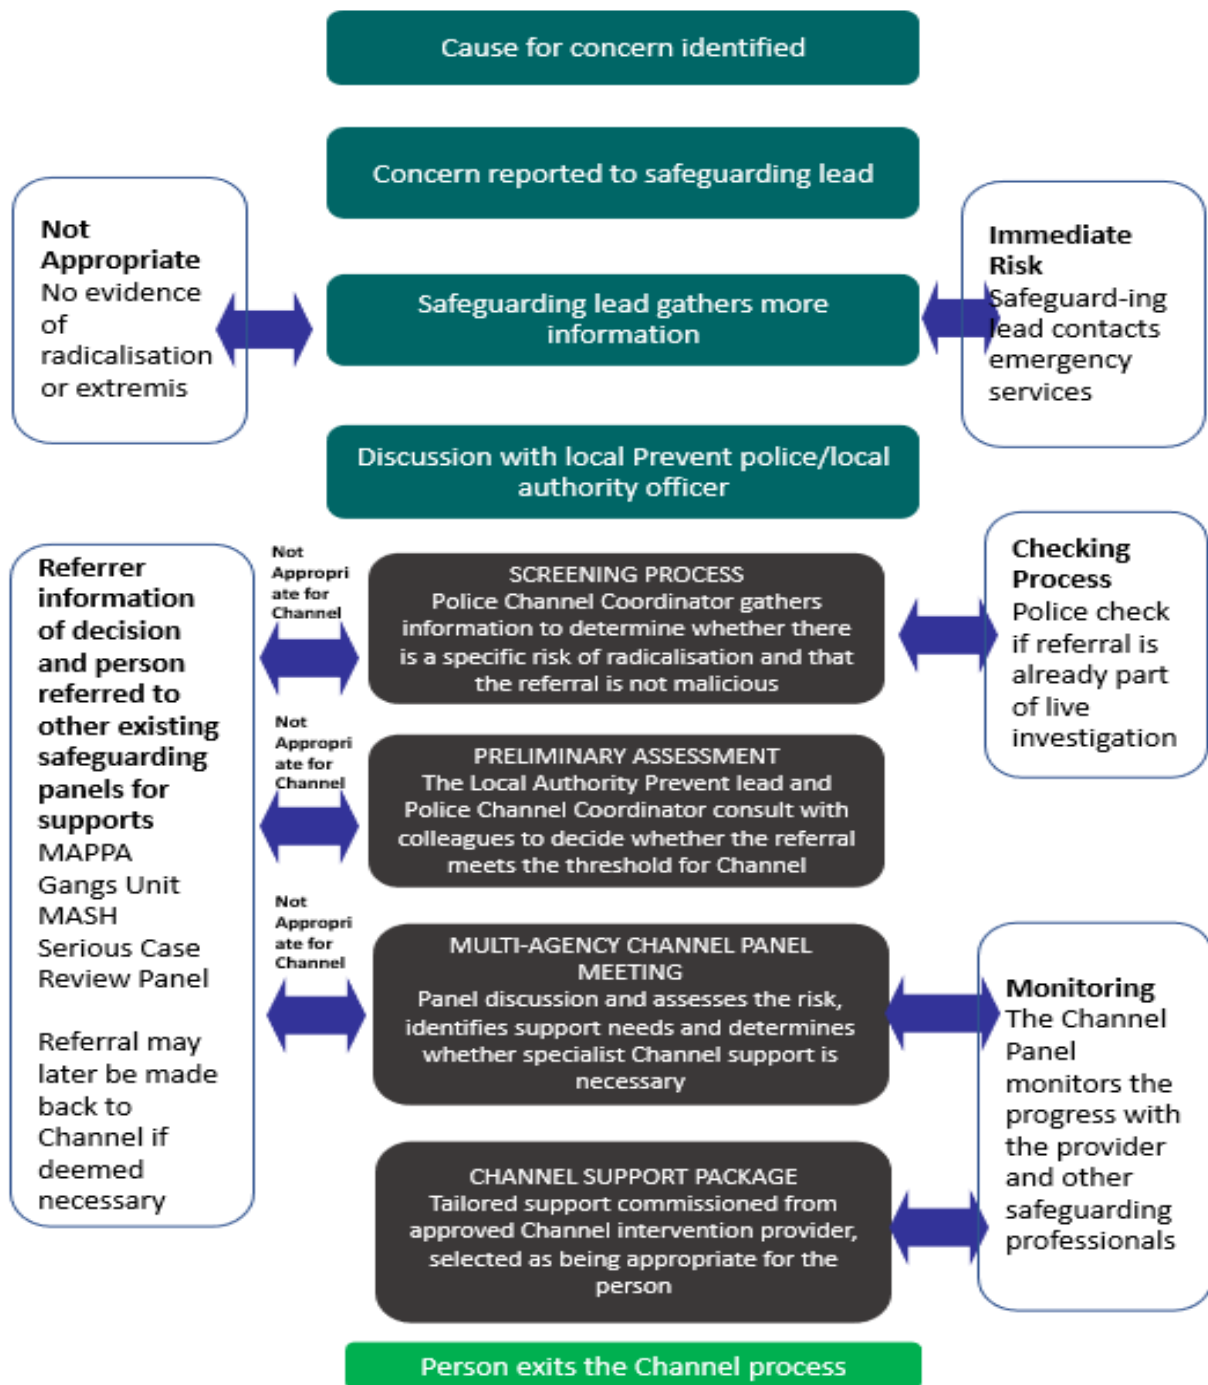 Cause for concern identified
Concern reported to safeguarding lead
Not
Appropriate
No evidence
of
radicalisation
or extremis
Safeguarding lead gathers more
information
Immediate
Risk
Safeguard-ing
lead contacts
emergency
services
Discussion with local Prevent police/local
authority officer
Referrer
information
of decision
and person
referred to
other existing
safeguarding
panels for
supports
MAPPA
Gangs Unit
MASH
Serious Case
Review Panel
Referral may
later be made
back to
Channel if
deemed
necessary
Not
Appropri
ate for
Channel
SCREENING PROCESS
Police Channel Coordinator gathers
information to determine whether there
is a specific risk of radicalisation and that
the referral is not malicious
Checking
Process
Police check
if referral is
already part
of live
investigation
Not
Appropri
ate for
Channel
PRELIMINARY ASSESSMENT
The Local Authority Prevent lead and
Police Channel Coordinator consult with
colleagues to decide whether the referral
meets the threshold for Channel
Not
Appropri
ate for
Channel
MULTI-AGENCY CHANNEL PANEL
MEETING
Panel discussion and assesses the risk,
identifies support needs and determines
whether specialist Channel support is
necessary
Monitoring
The Channel
Panel
monitors the
progress with
the provider
and other
safeguarding
professionals
CHANNEL SUPPORT PACKAGE
Tailored support commissioned from
approved Channel intervention provider,
selected as being appropriate for the
person
Person exits the Channel process